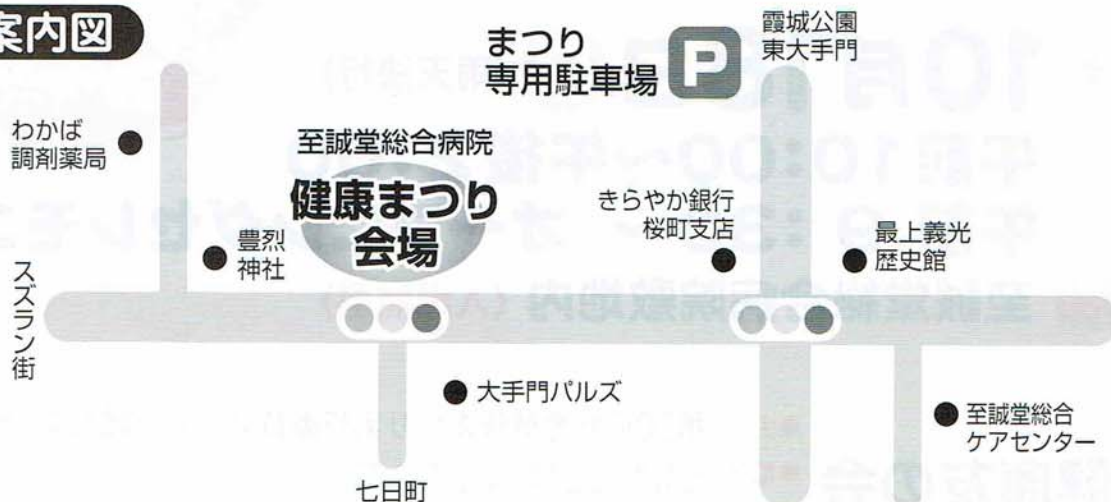 案内図
まつり
専用駐車場
P
霞城公園
東大手門
わかば
調剤薬局
至誠堂総合病院
健康まつり
会場
豊烈
神社
きらやか銀行
桜町支店
最上義光
歴史館
スズラン街
大手門パルズ
至誠堂総合
ケアセンター
七日町